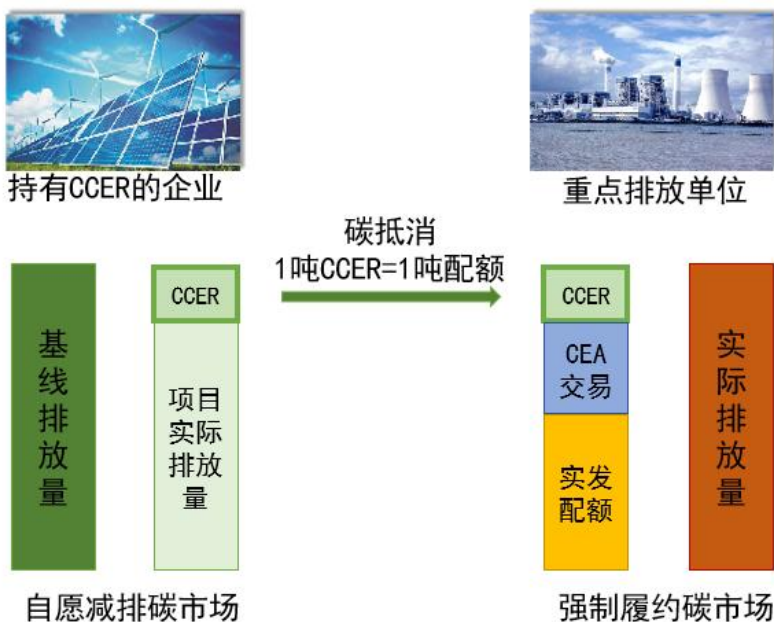 持有CCER的企业
重点排放单位
碳抵消
1吨CCER=1吨配额
基线排放量
CCER
项目
实际
排放
量
CCER
CEA
交易
实发
配额
实际排放量
自愿减排碳市场
强制履约碳市场